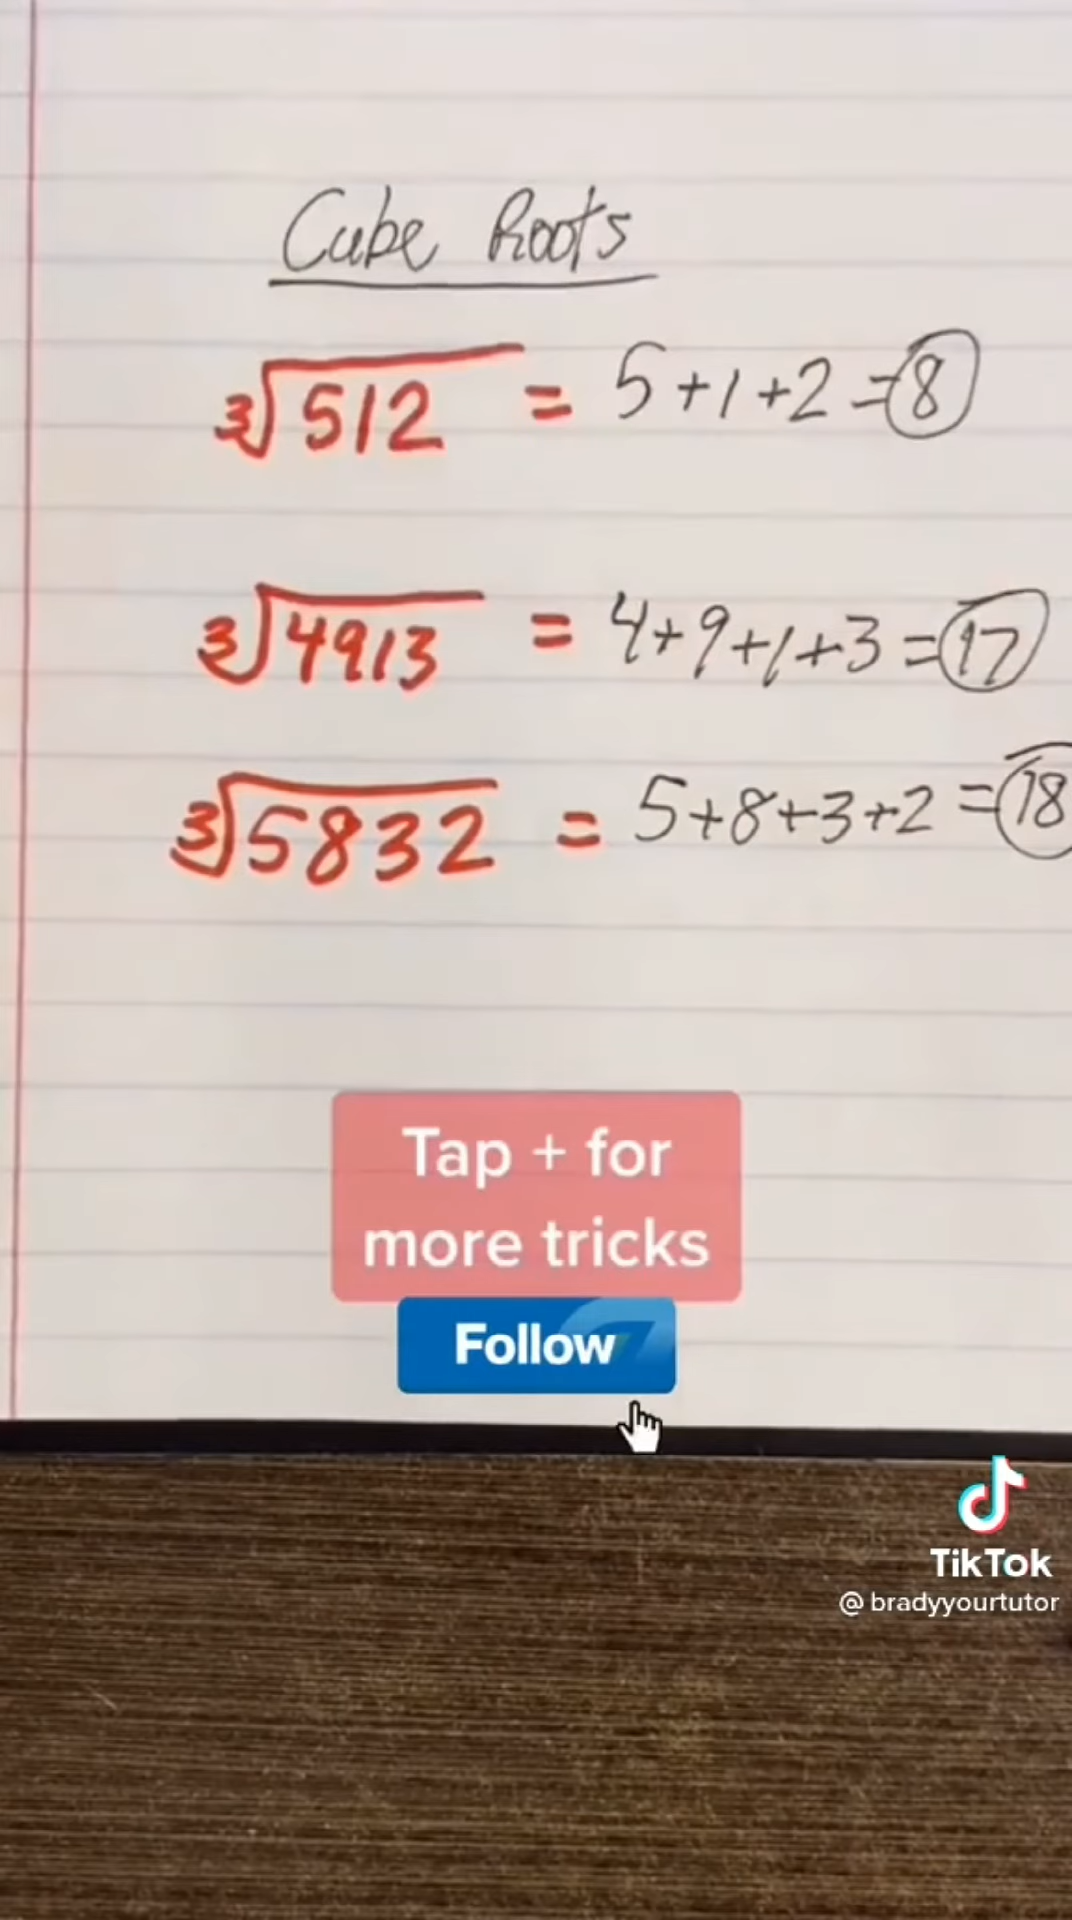 Cube Roots
∛512 = 5+1+2=8
∛4913 = 4+9+1+3=17
∛5832 = 5+8+3+2=18
Tap + for
more tricks
Follow
TikTok
@bradyyourtutor